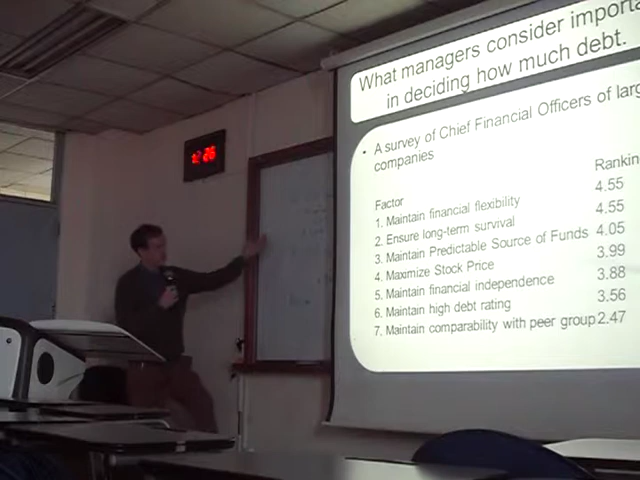 What managers consider importa
in deciding how much debt.
• A survey of Chief Financial Officers of larg
companies
Factor Rankin
1. Maintain financial flexibility 4.55
2. Ensure long-term survival 4.55
3. Maintain Predictable Source of Funds 4.05
4. Maximize Stock Price 3.99
5. Maintain financial independence 3.88
6. Maintain high debt rating 3.56
7. Maintain comparability with peer group 2.47